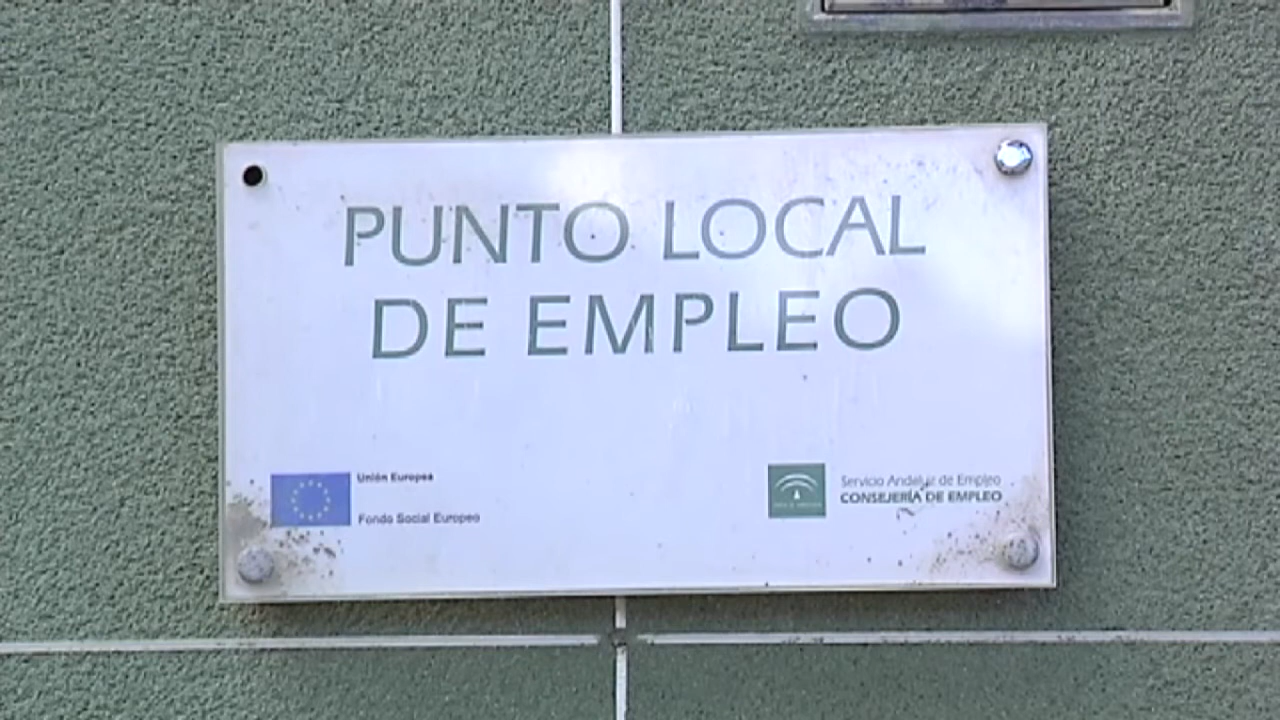 PUNTO LOCAL
DE EMPLEO
Unión Europea
Fondo Social Europeo
Servicio Andaluz de Empleo
CONSEJERÍA DE EMPLEO